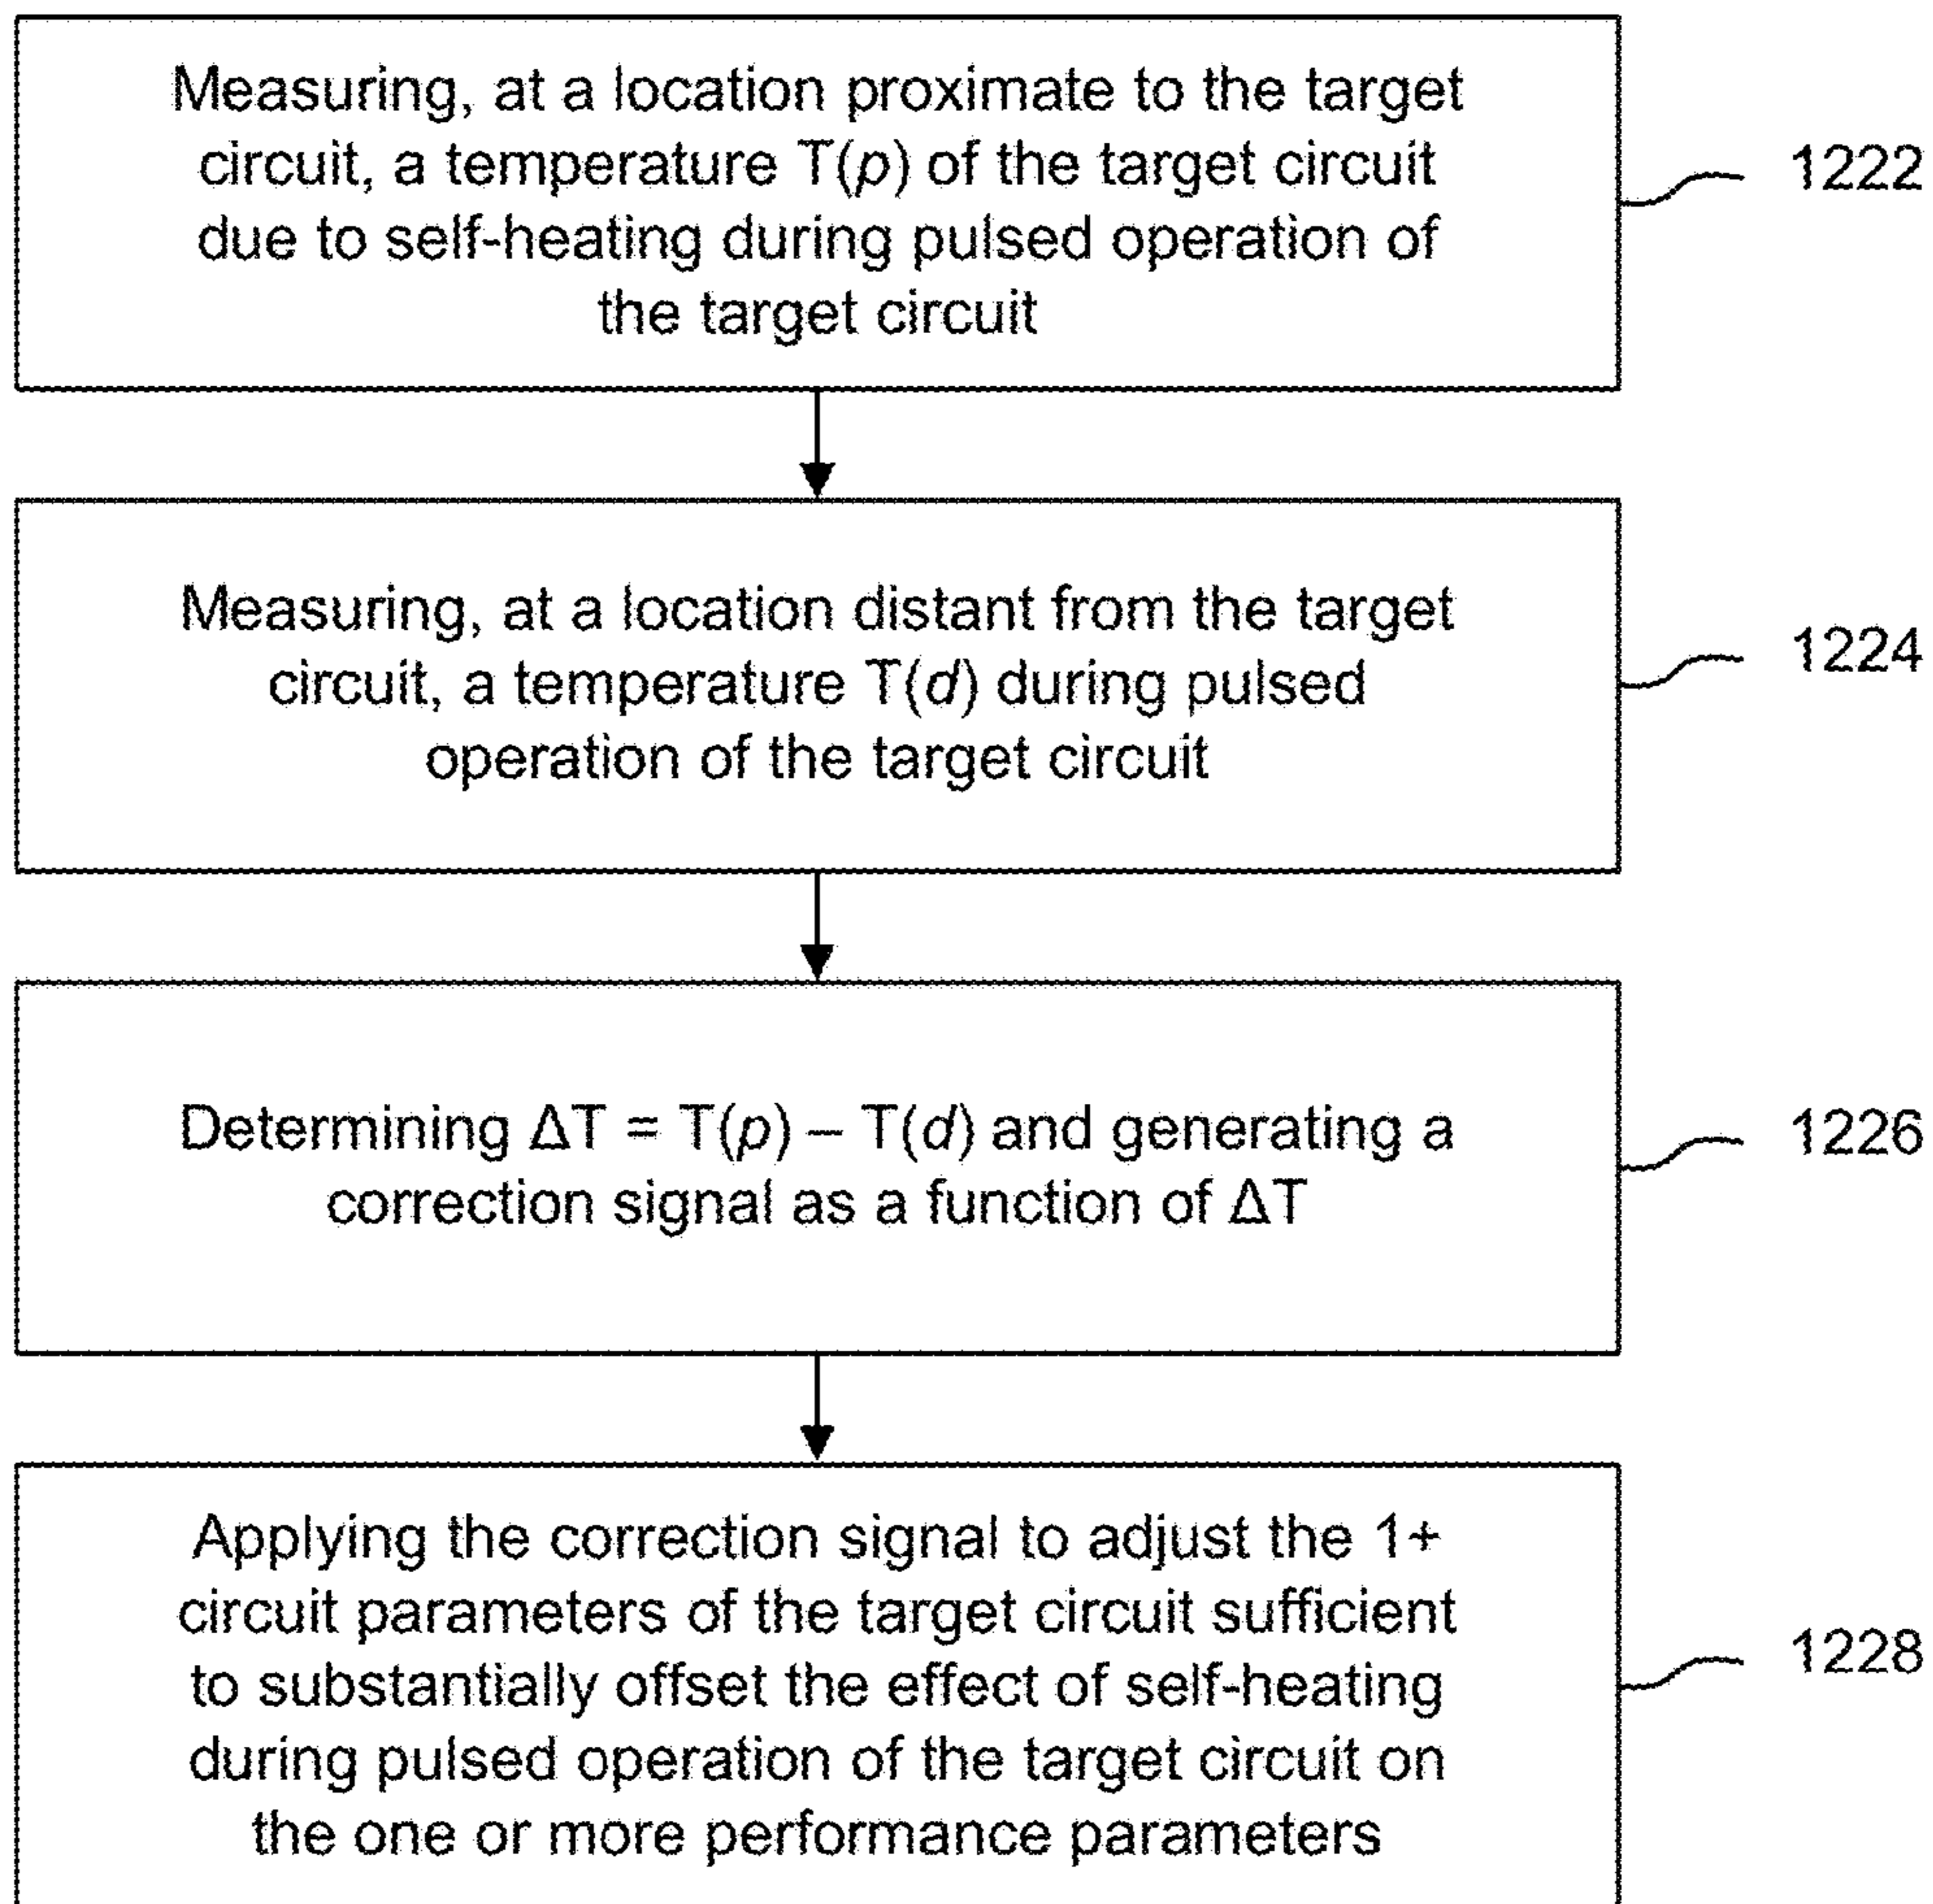 Measuring, at a location proximate to the target
circuit, a temperature T(p) of the target circuit
due to self-heating during pulsed operation of
the target circuit
1222
Measuring, at a location distant from the target
circuit, a temperature T(d) during pulsed
operation of the target circuit
1224
Determining ΔT = T(p) – T(d) and generating a
correction signal as a function of ΔT
1226
Applying the correction signal to adjust the 1+
circuit parameters of the target circuit sufficient
to substantially offset the effect of self-heating
during pulsed operation of the target circuit on
the one or more performance parameters
1228